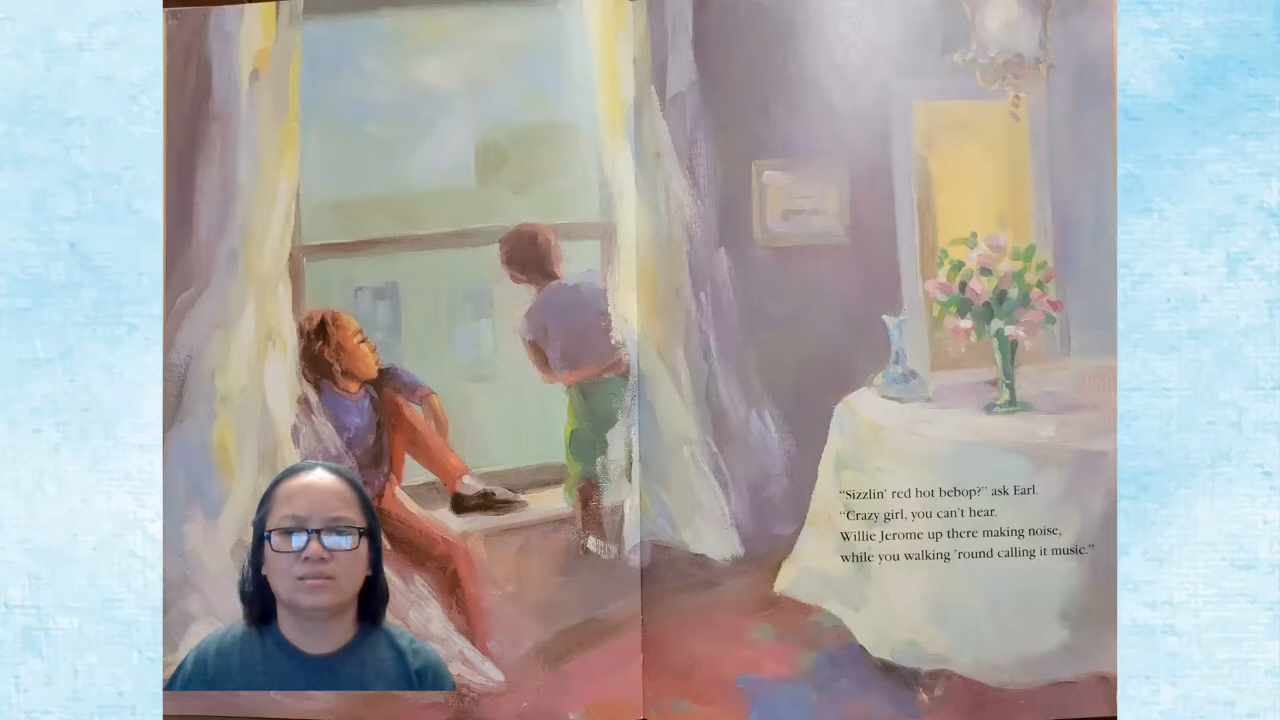 “Sizzlin’ red hot bebop?” ask Earl.
“Crazy girl, you can’t hear.
Willie Jerome up there making noise,
while you walking ’round calling it music.”